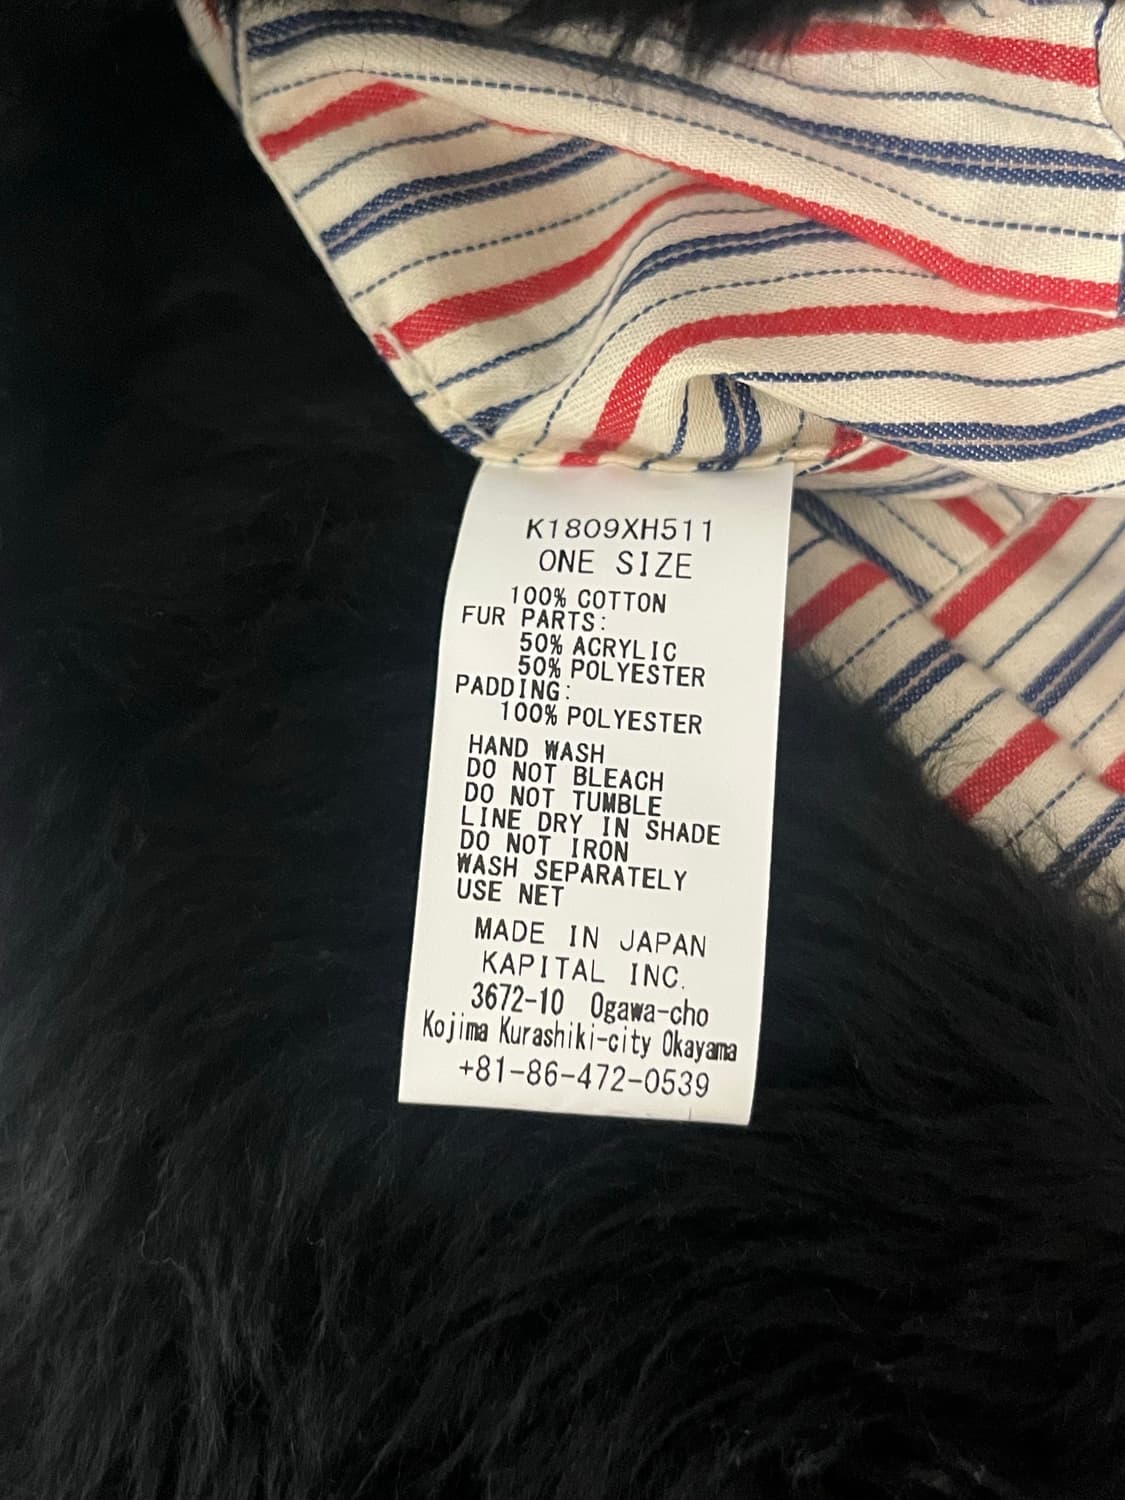 K1809XH511
ONE SIZE
100% COTTON
FUR PARTS:
50% ACRYLIC
50% POLYESTER
PADDING:
100% POLYESTER
HAND WASH
DO NOT BLEACH
DO NOT TUMBLE
LINE DRY IN SHADE
DO NOT IRON
WASH SEPARATELY
USE NET
MADE IN JAPAN
KAPITAL INC.
3672-10 Ogawa-cho
Kojima Kurashiki-city Okayama
+81-86-472-0539